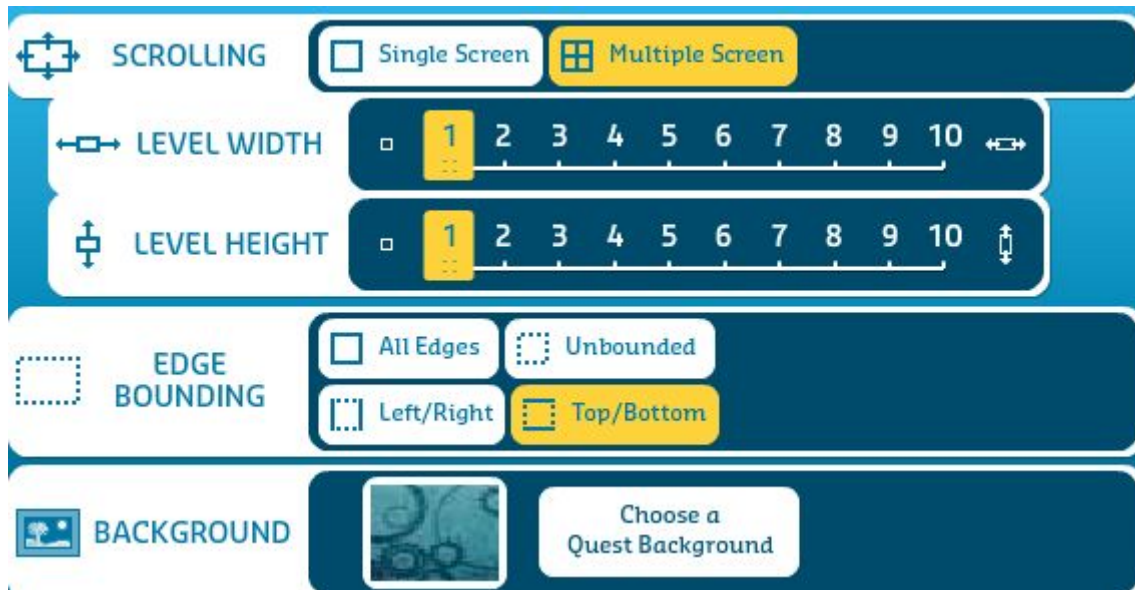 SCROLLING
Single Screen
Multiple Screen
LEVEL WIDTH
1 2 3 4 5 6 7 8 9 10
LEVEL HEIGHT
1 2 3 4 5 6 7 8 9 10
EDGE
BOUNDING
All Edges
Unbounded
Left/Right
Top/Bottom
BACKGROUND
Choose a
Quest Background